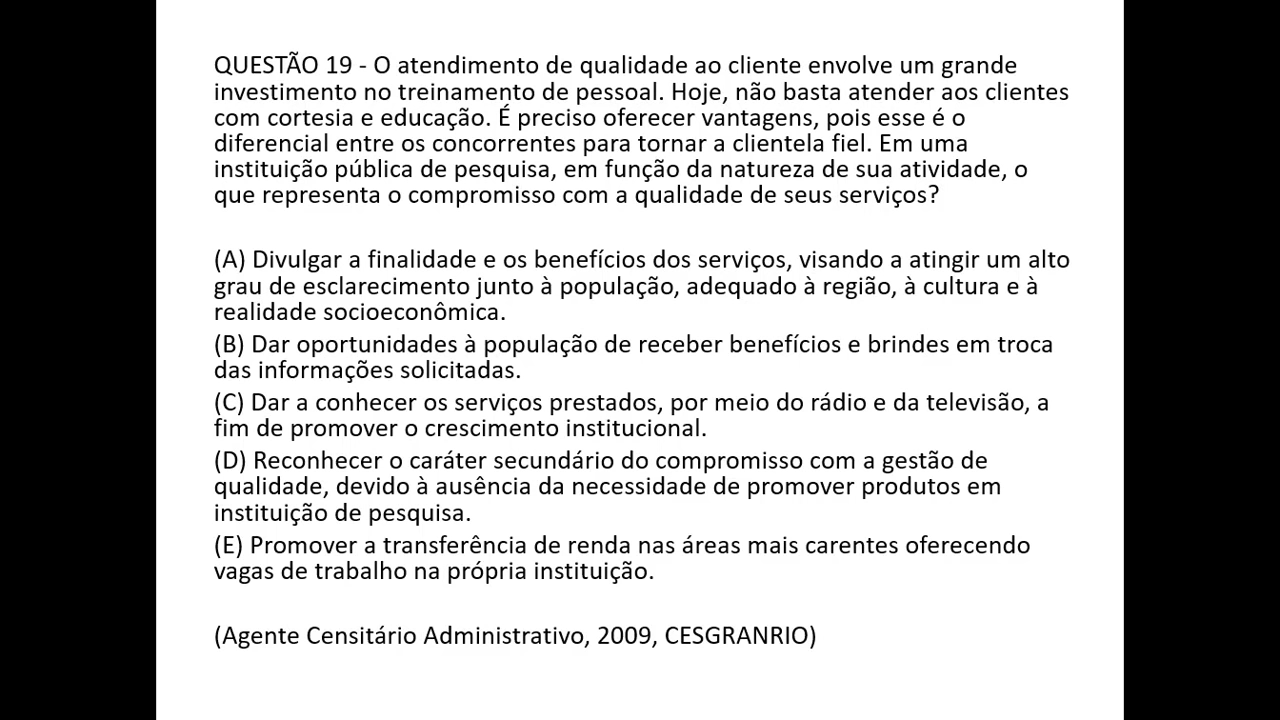 QUESTÃO 19 - O atendimento de qualidade ao cliente envolve um grande
investimento no treinamento de pessoal. Hoje, não basta atender aos clientes
com cortesia e educação. É preciso oferecer vantagens, pois esse é o
diferencial entre os concorrentes para tornar a clientela fiel. Em uma
instituição pública de pesquisa, em função da natureza de sua atividade, o
que representa o compromisso com a qualidade de seus serviços?
(A) Divulgar a finalidade e os benefícios dos serviços, visando a atingir um alto
grau de esclarecimento junto à população, adequado à região, à cultura e à
realidade socioeconômica.
(B) Dar oportunidades à população de receber benefícios e brindes em troca
das informações solicitadas.
(C) Dar a conhecer os serviços prestados, por meio do rádio e da televisão, a
fim de promover o crescimento institucional.
(D) Reconhecer o caráter secundário do compromisso com a gestão de
qualidade, devido à ausência da necessidade de promover produtos em
instituição de pesquisa.
(E) Promover a transferência de renda nas áreas mais carentes oferecendo
vagas de trabalho na própria instituição.
(Agente Censitário Administrativo, 2009, CESGRANRIO)